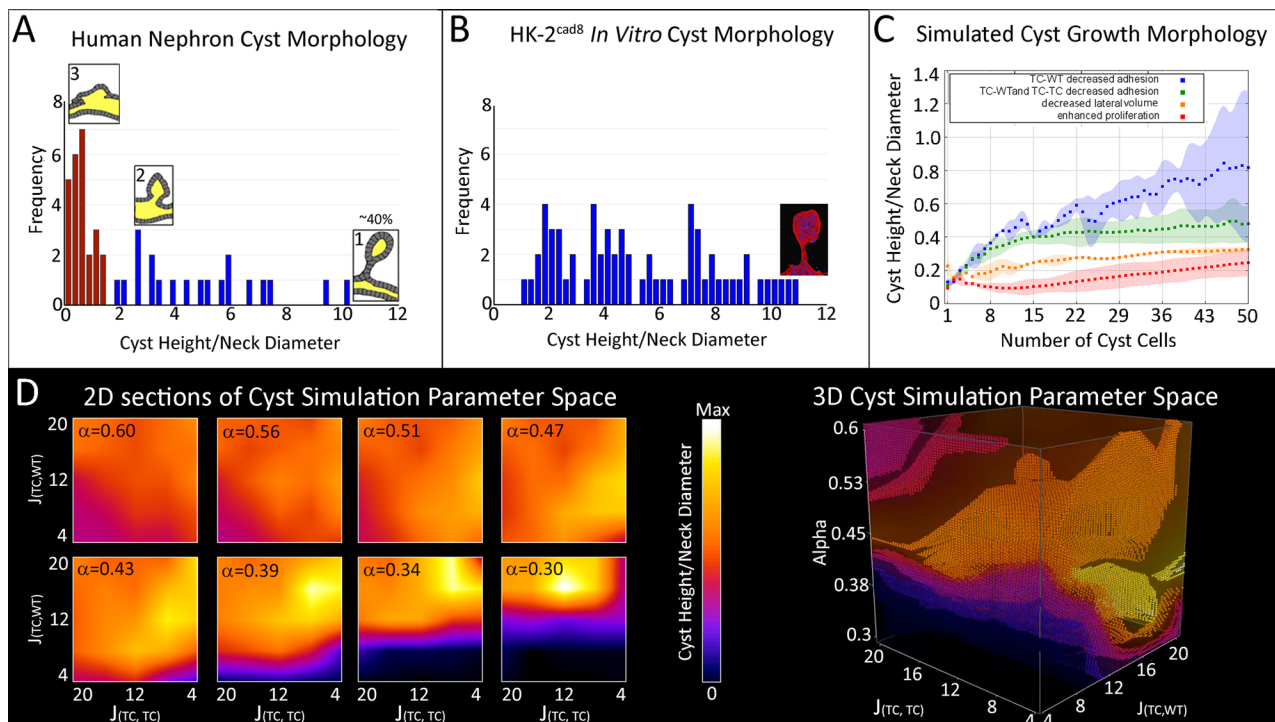 A
Human Nephron Cyst Morphology
8
6
4
2
0
Frequency
3
2
~40%
1
0
2
4
6
8
10
12
Cyst Height/Neck Diameter
B
HK-2cad8 In Vitro Cyst Morphology
8
6
4
2
0
Frequency
0
2
4
6
8
10
12
Cyst Height/Neck Diameter
C
Simulated Cyst Growth Morphology
1.4
1.2
1.0
0.8
0.6
0.4
0.2
0
Cyst Height/Neck Diameter
TC-WT decreased adhesion
TC-WTand TC-TC decreased adhesion
decreased lateral volume
enhanced proliferation
1
8
15
22
29
36
43
50
Number of Cyst Cells
D
2D sections of Cyst Simulation Parameter Space
20
12
4
J(TC,WT)
α=0.60
α=0.56
α=0.51
α=0.47
20
12
4
J(TC,WT)
α=0.43
α=0.39
α=0.34
α=0.30
20
12
4
20
12
4
20
12
4
20
12
4
J(TC, TC)
J(TC, TC)
J(TC, TC)
J(TC, TC)
Max
Cyst Height/Neck Diameter
0
3D Cyst Simulation Parameter Space
0.6
0.53
0.45
0.38
0.3
Alpha
20
16
12
8
4
J(TC, TC)
4
8
12
16
20
J(TC,WT)